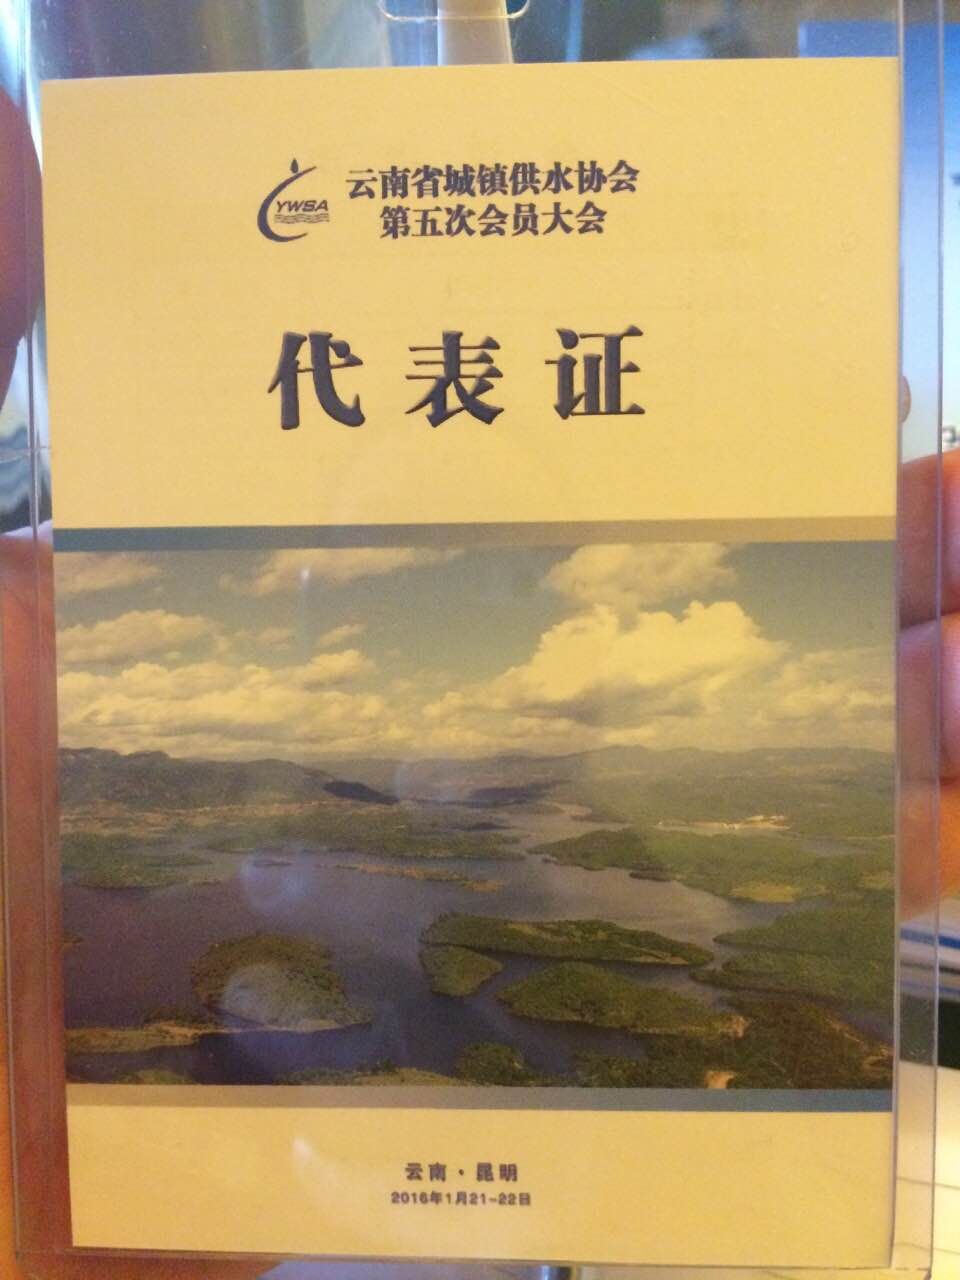 YWSA
云南省城镇供水协会
第五次会员大会
代表证
云南·昆明
2016年1月21-22日